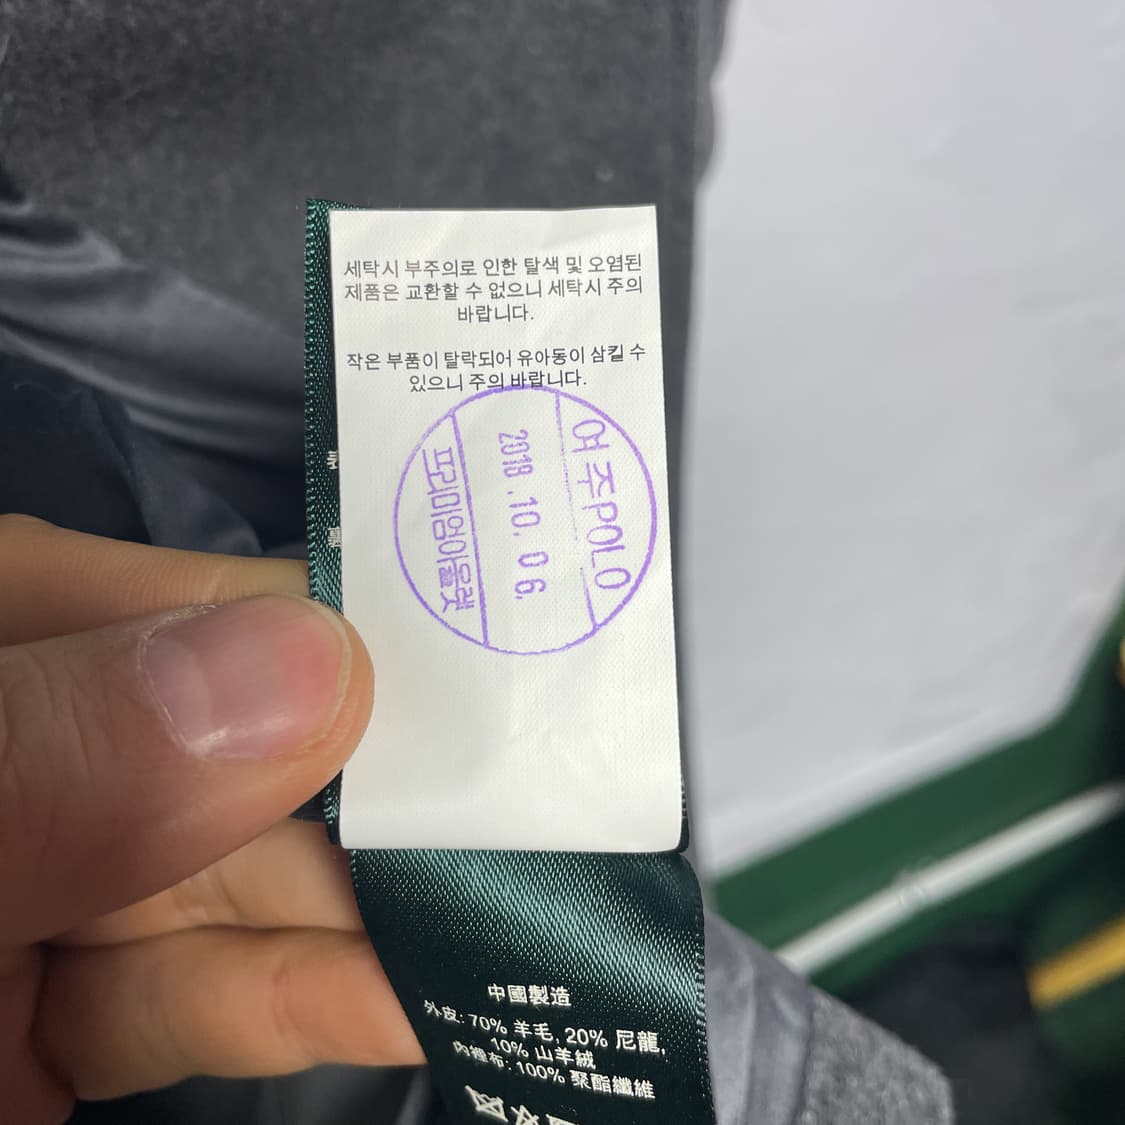 세탁시 부주의로 인한 탈색 및 오염된
제품은 교환할 수 없으니 세탁시 주의
바랍니다.
작은 부품이 탈락되어 유아동이 삼킬 수
있으니 주의 바랍니다.
여주POLO
2018.10.06.
프리미엄아울렛
中國製造
外皮: 70% 羊毛, 20% 尼龍,
10% 山羊絨
內裡布: 100% 聚酯纖維